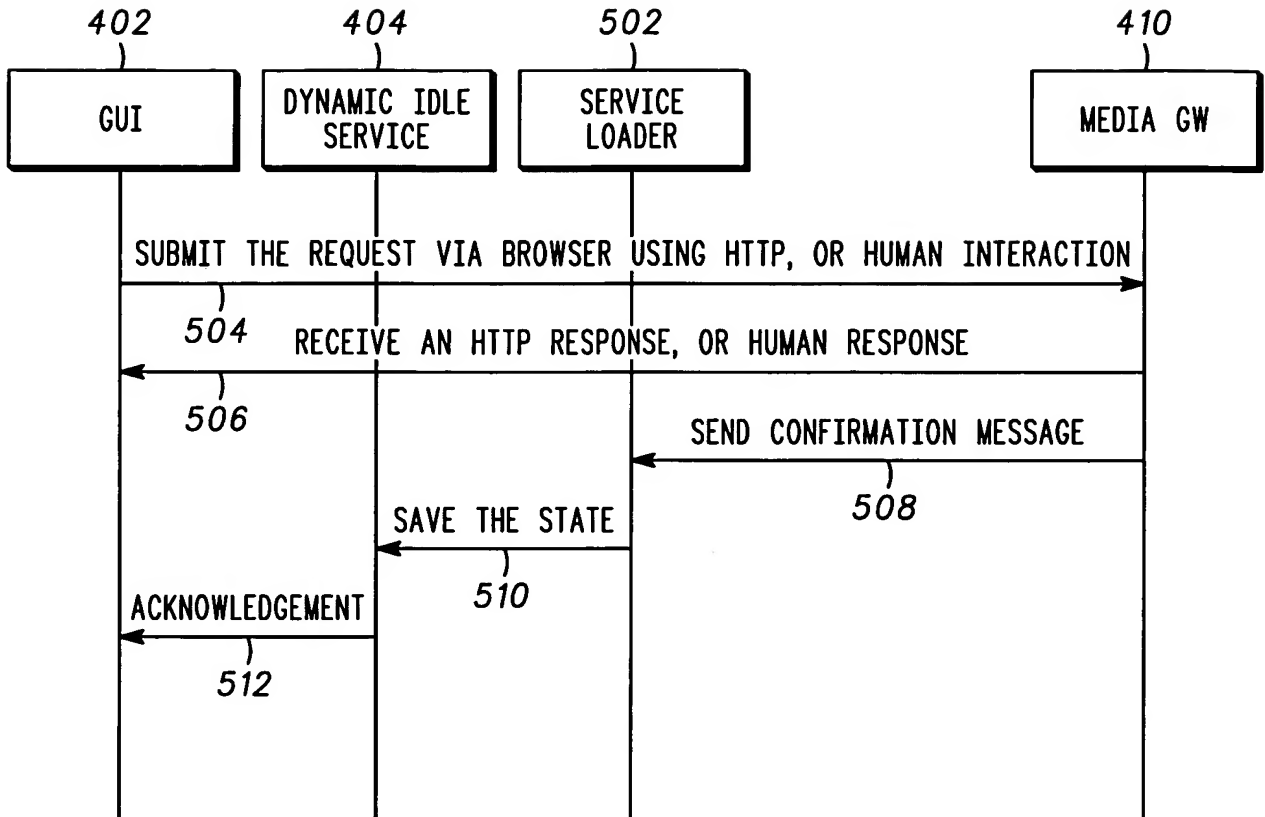 402
404
502
410
GUI
DYNAMIC IDLE
SERVICE
SERVICE
LOADER
MEDIA GW
SUBMIT THE REQUEST VIA BROWSER USING HTTP, OR HUMAN INTERACTION
504
RECEIVE AN HTTP RESPONSE, OR HUMAN RESPONSE
506
SEND CONFIRMATION MESSAGE
508
SAVE THE STATE
510
ACKNOWLEDGEMENT
512